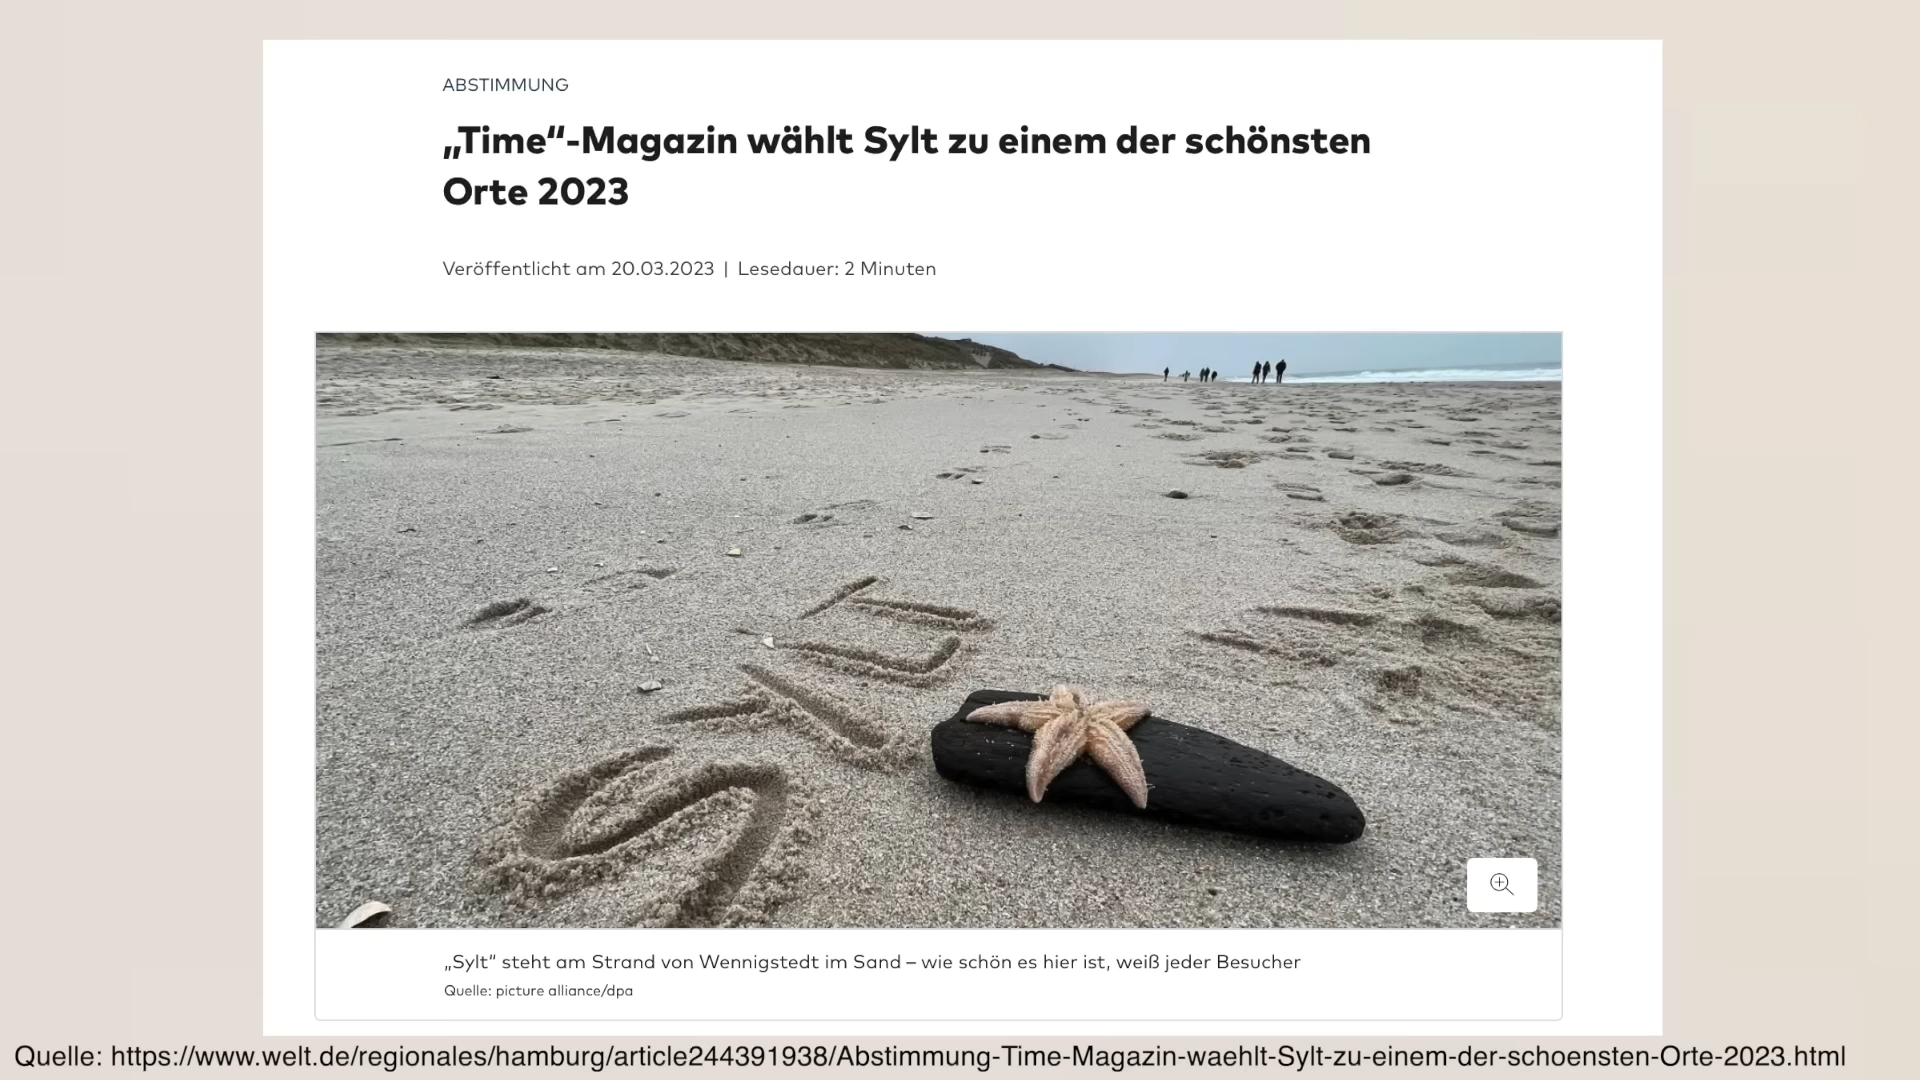 ABSTIMMUNG
„Time“-Magazin wählt Sylt zu einem der schönsten
Orte 2023
Veröffentlicht am 20.03.2023 | Lesedauer: 2 Minuten
SYLT
„Sylt“ steht am Strand von Wennigstedt im Sand – wie schön es hier ist, weiß jeder Besucher
Quelle: picture alliance/dpa
Quelle: https://www.welt.de/regionales/hamburg/article244391938/Abstimmung-Time-Magazin-waehlt-Sylt-zu-einem-der-schoensten-Orte-2023.html